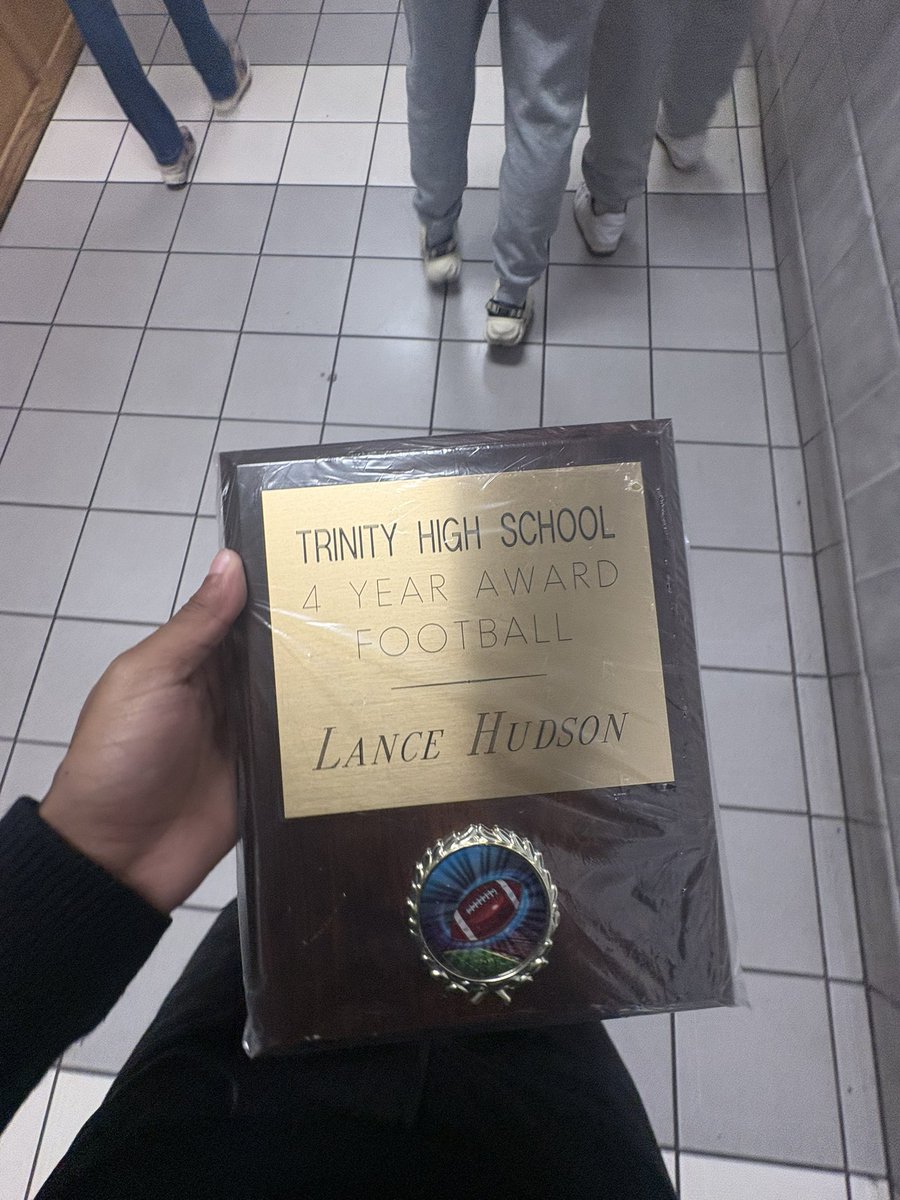 TRINITY HIGH SCHOOL
4 YEAR AWARD
FOOTBALL
LANCE HUDSON